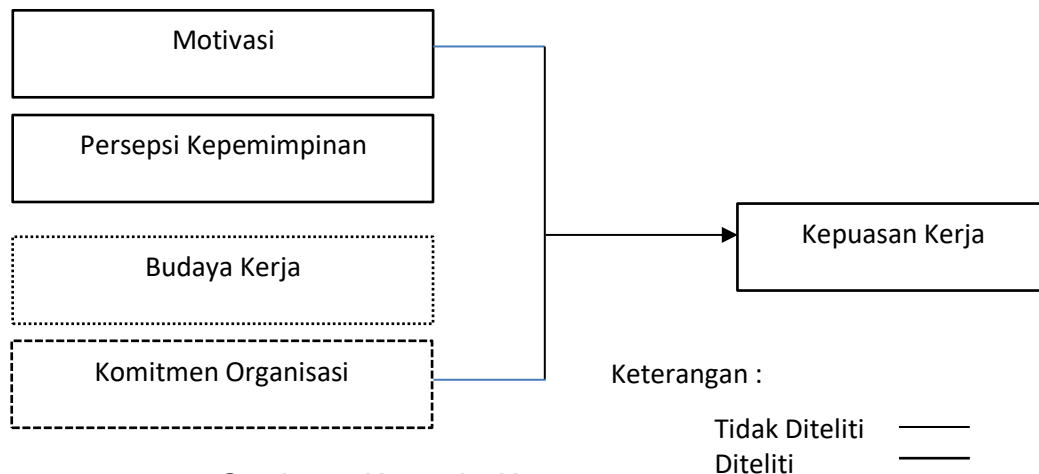 Motivasi
Persepsi Kepemimpinan
Budaya Kerja
Kepuasan Kerja
Komitmen Organisasi
Keterangan :
Tidak Diteliti
Diteliti